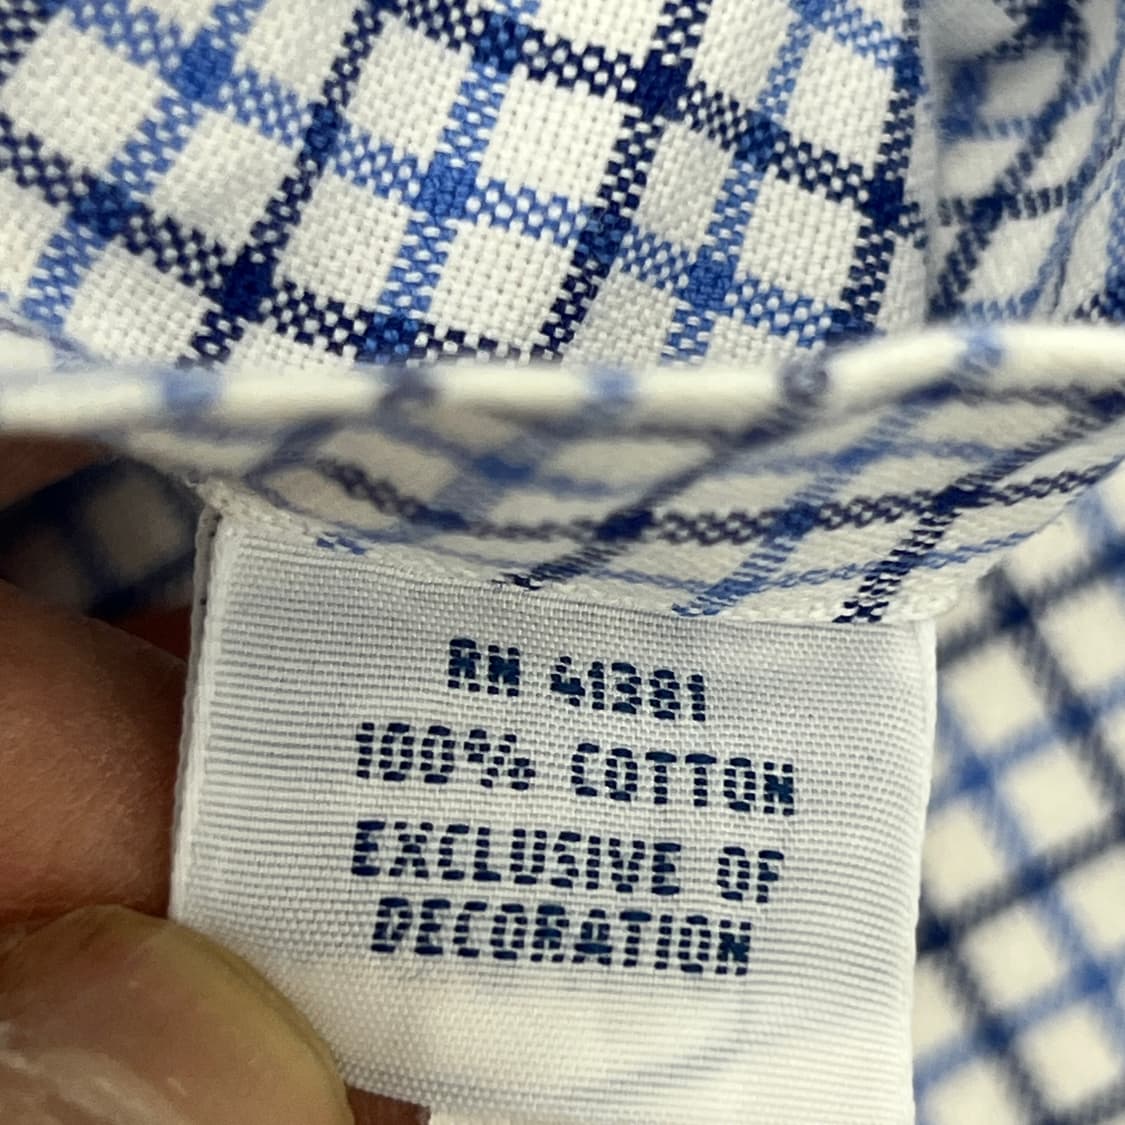 RN 41381
100% COTTON
EXCLUSIVE OF
DECORATION